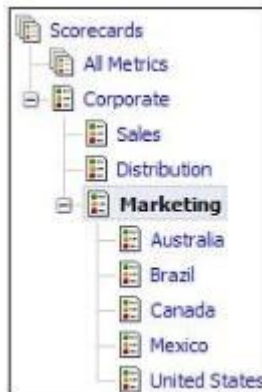 Scorecards
All Metrics
Corporate
Sales
Distribution
Marketing
Australia
Brazil
Canada
Mexico
United States